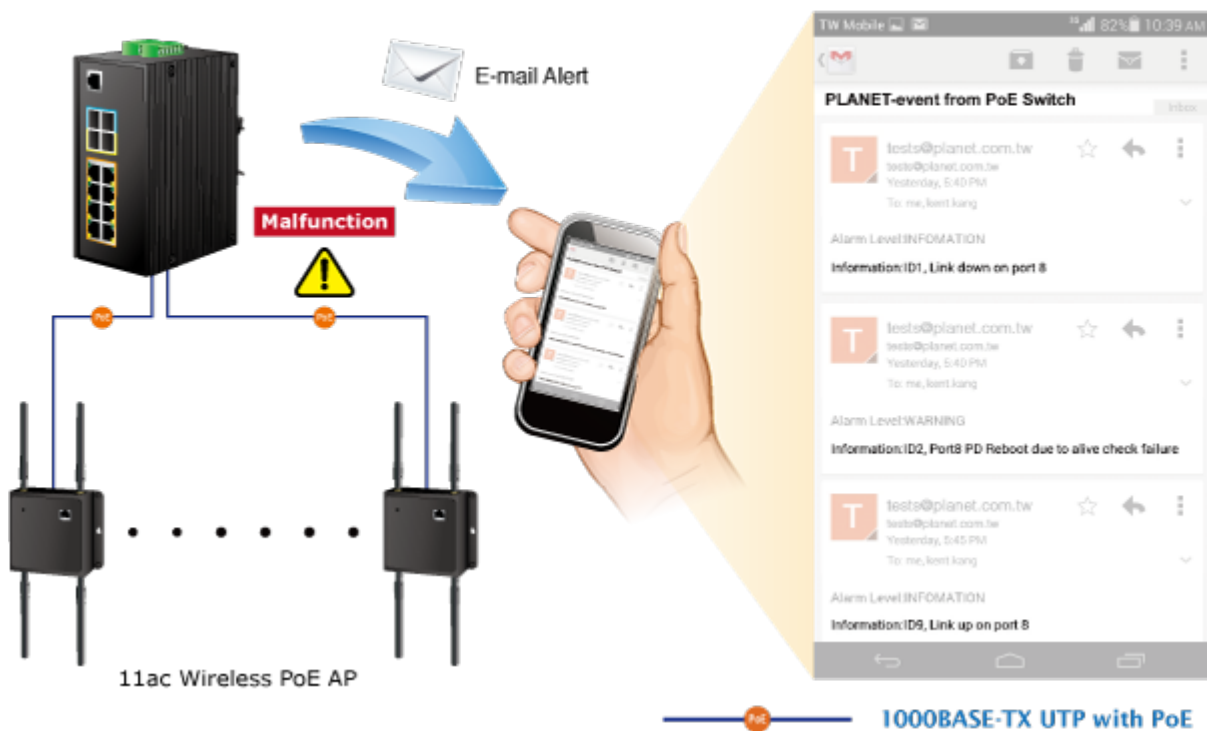 TW Mobile 3G 82% 10:39 AM
E-mail Alert
PLANET-event from PoE Switch
Inbox
T
tests@planet.com.tw
tests@planet.com.tw
Yesterday, 5:40 PM
To: me, kent kang
Alarm Level:INFOMATION
Information:ID1, Link down on port 8
Malfunction
PoE
PoE
T
tests@planet.com.tw
tests@planet.com.tw
Yesterday, 5:40 PM
To: me, kent kang
Alarm Level:WARNING
Information:ID2, Port8 PD Reboot due to alive check failure
T
tests@planet.com.tw
tests@planet.com.tw
Yesterday, 5:45 PM
To: me, kent kang
Alarm Level:INFOMATION
Information:ID9, Link up on port 8
11ac Wireless PoE AP
PoE 1000BASE-TX UTP with PoE